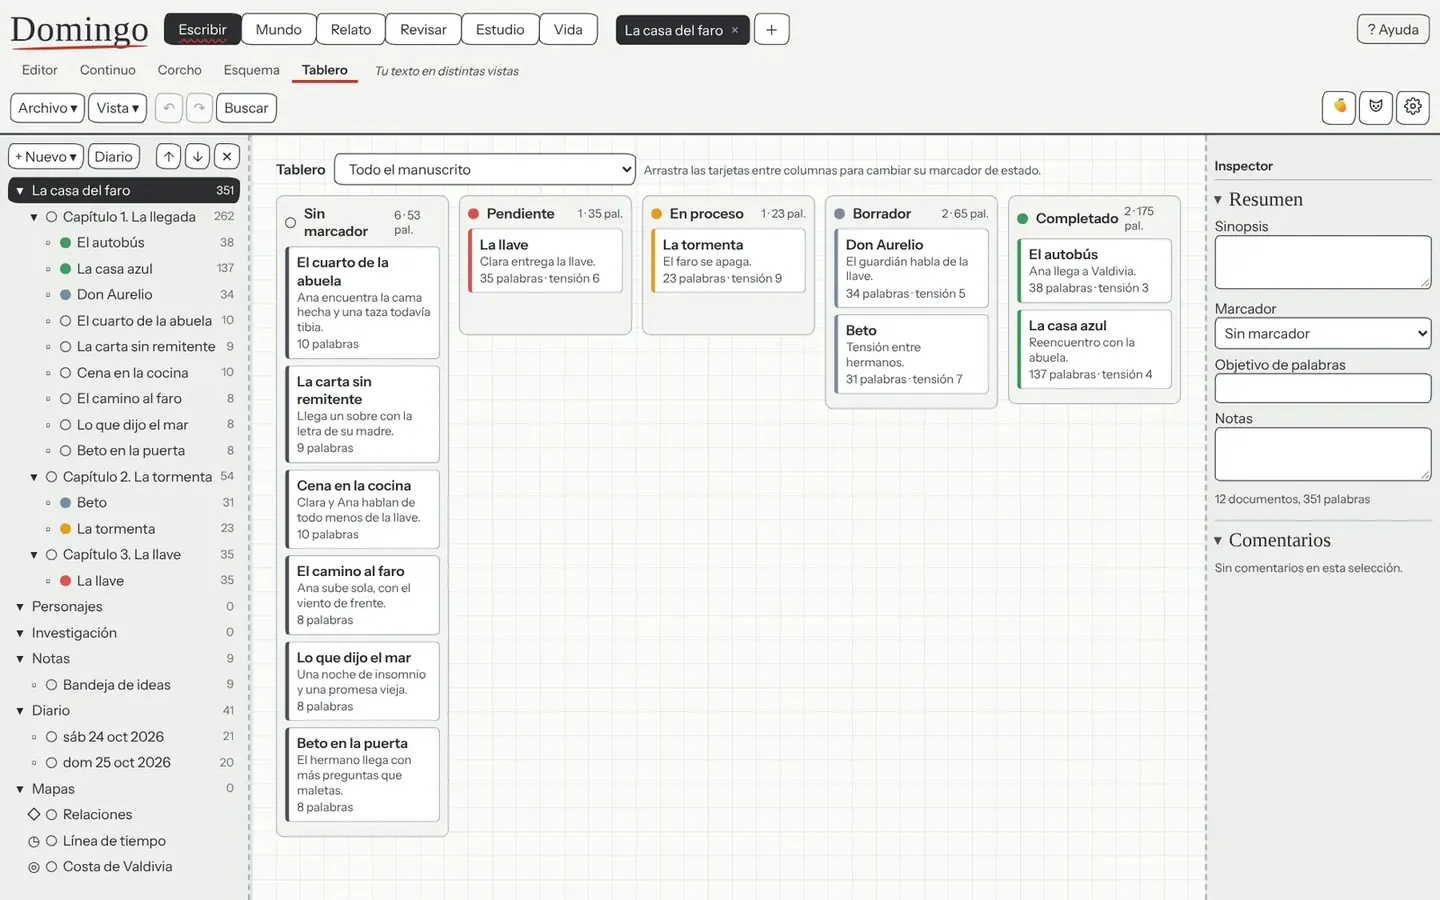 Domingo
Escribir
Mundo
Relato
Revisar
Estudio
Vida
La casa del faro ×
+
? Ayuda
Editor
Continuo
Corcho
Esquema
Tablero
Tu texto en distintas vistas
Archivo ▾
Vista ▾
Buscar
+ Nuevo ▾
Diario
La casa del faro 351
Capítulo 1. La llegada 262
El autobús 38
La casa azul 137
Don Aurelio 34
El cuarto de la abuela 10
La carta sin remitente 9
Cena en la cocina 10
El camino al faro 8
Lo que dijo el mar 8
Beto en la puerta 8
Capítulo 2. La tormenta 54
Beto 31
La tormenta 23
Capítulo 3. La llave 35
La llave 35
Personajes 0
Investigación 0
Notas 9
Bandeja de ideas 9
Diario 41
sáb 24 oct 2026 21
dom 25 oct 2026 20
Mapas 0
Relaciones
Línea de tiempo
Costa de Valdivia
Tablero
Todo el manuscrito
Arrastra las tarjetas entre columnas para cambiar su marcador de estado.
Sin
marcador
6 · 53
pal.
El cuarto de la
abuela
Ana encuentra la cama
hecha y una taza todavía
tibia.
10 palabras
La carta sin
remitente
Llega un sobre con la
letra de su madre.
9 palabras
Cena en la cocina
Clara y Ana hablan de
todo menos de la llave.
10 palabras
El camino al faro
Ana sube sola, con el
viento de frente.
8 palabras
Lo que dijo el mar
Una noche de insomnio
y una promesa vieja.
8 palabras
Beto en la puerta
El hermano llega con
más preguntas que
maletas.
8 palabras
Pendiente 1 · 35 pal.
La llave
Clara entrega la llave.
35 palabras · tensión 6
En proceso 1 · 23 pal.
La tormenta
El faro se apaga.
23 palabras · tensión 9
Borrador 2 · 65 pal.
Don Aurelio
El guardián habla de la
llave.
34 palabras · tensión 5
Beto
Tensión entre
hermanos.
31 palabras · tensión 7
Completado
2 · 175
pal.
El autobús
Ana llega a Valdivia.
38 palabras · tensión 3
La casa azul
Reencuentro con la
abuela.
137 palabras · tensión 4
Inspector
Resumen
Sinopsis
Marcador
Sin marcador
Objetivo de palabras
Notas
12 documentos, 351 palabras
Comentarios
Sin comentarios en esta selección.